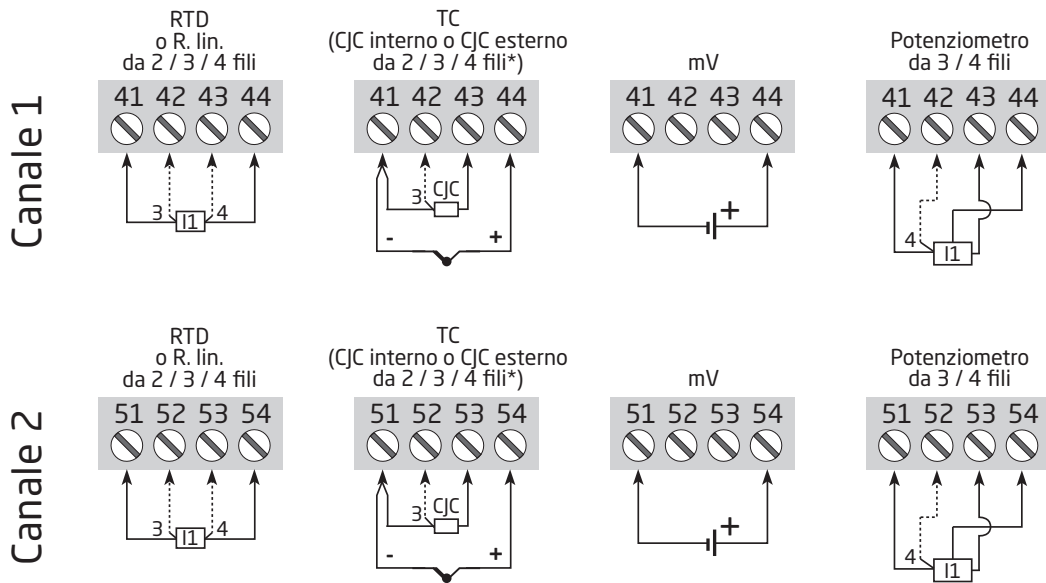 Canale 1
RTD
o R. lin.
da 2 / 3 / 4 fili
41 42 43 44
3 I1 4
TC
(CJC interno o CJC esterno
da 2 / 3 / 4 fili*)
41 42 43 44
3 CJC
- +
mV
41 42 43 44
+
Potenziometro
da 3 / 4 fili
41 42 43 44
4 I1
Canale 2
RTD
o R. lin.
da 2 / 3 / 4 fili
51 52 53 54
3 I1 4
TC
(CJC interno o CJC esterno
da 2 / 3 / 4 fili*)
51 52 53 54
3 CJC
- +
mV
51 52 53 54
+
Potenziometro
da 3 / 4 fili
51 52 53 54
4 I1